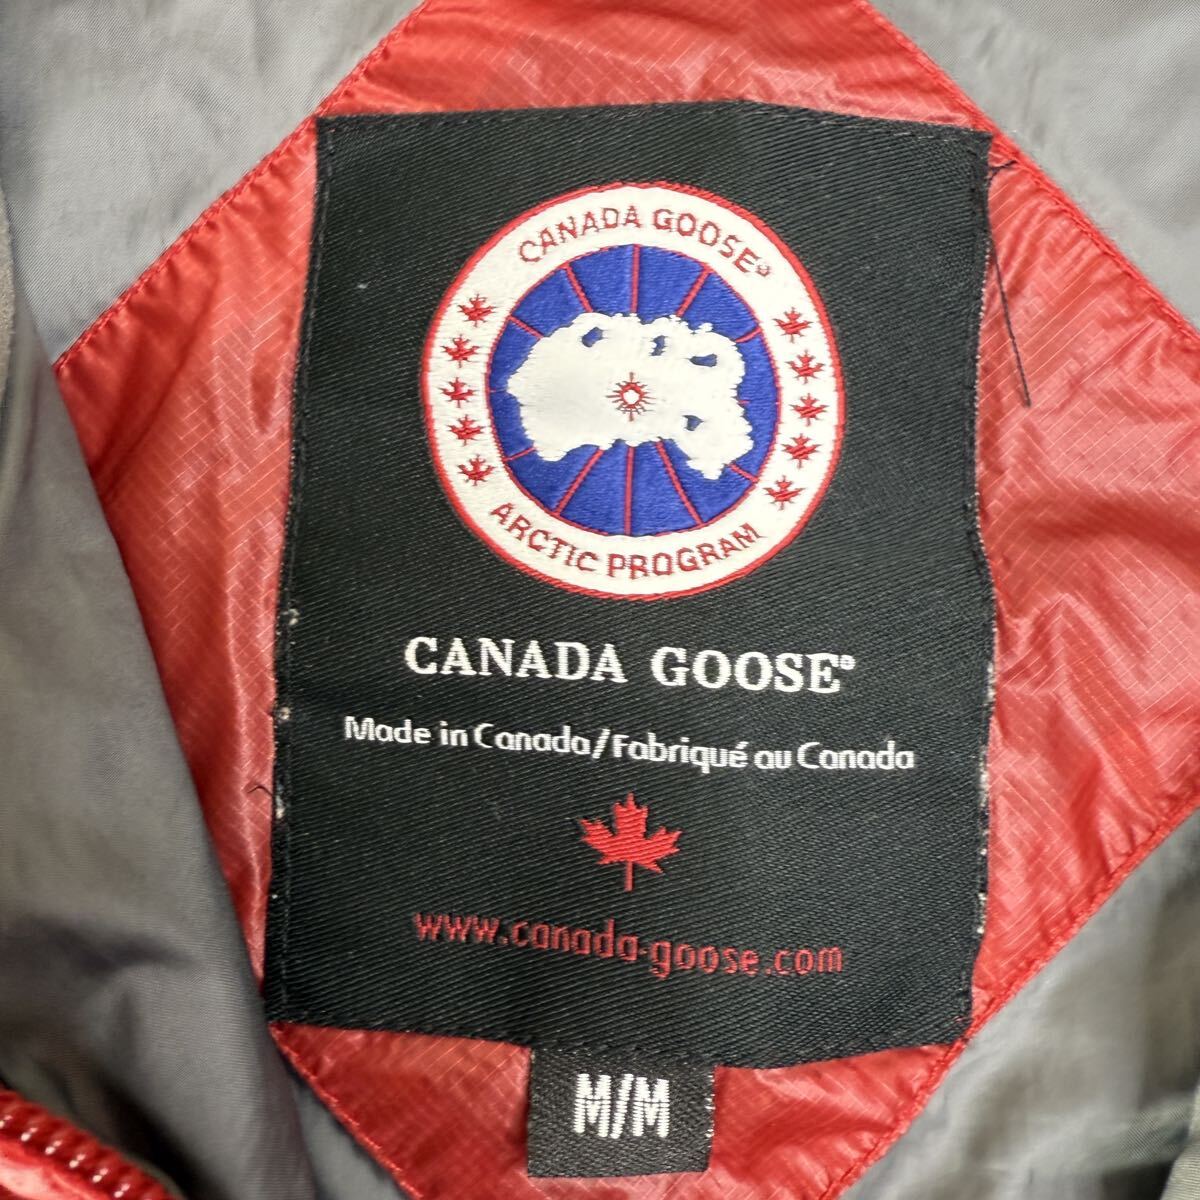 CANADA GOOSE®
ARCTIC PROGRAM
CANADA GOOSE®
Made in Canada/Fabriqué au Canada
www.canada-goose.com
M/M